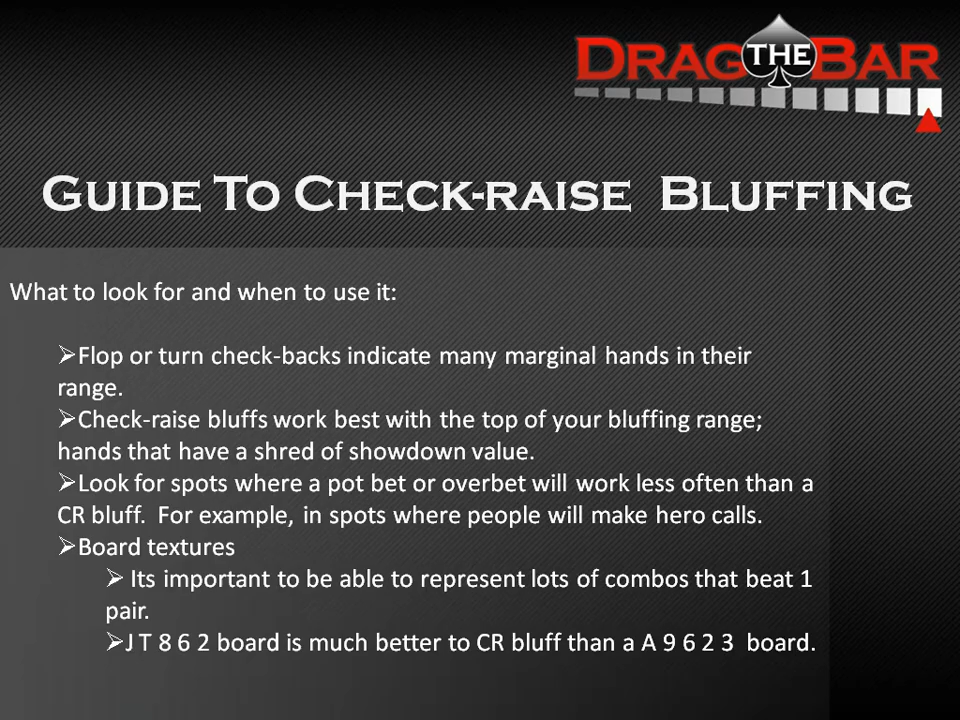 DRAG THE BAR
GUIDE TO CHECK-RAISE BLUFFING
What to look for and when to use it:
➢Flop or turn check-backs indicate many marginal hands in their
range.
➢Check-raise bluffs work best with the top of your bluffing range;
hands that have a shred of showdown value.
➢Look for spots where a pot bet or overbet will work less often than a
CR bluff. For example, in spots where people will make hero calls.
➢Board textures
➢ Its important to be able to represent lots of combos that beat 1
pair.
➢J T 8 6 2 board is much better to CR bluff than a A 9 6 2 3 board.